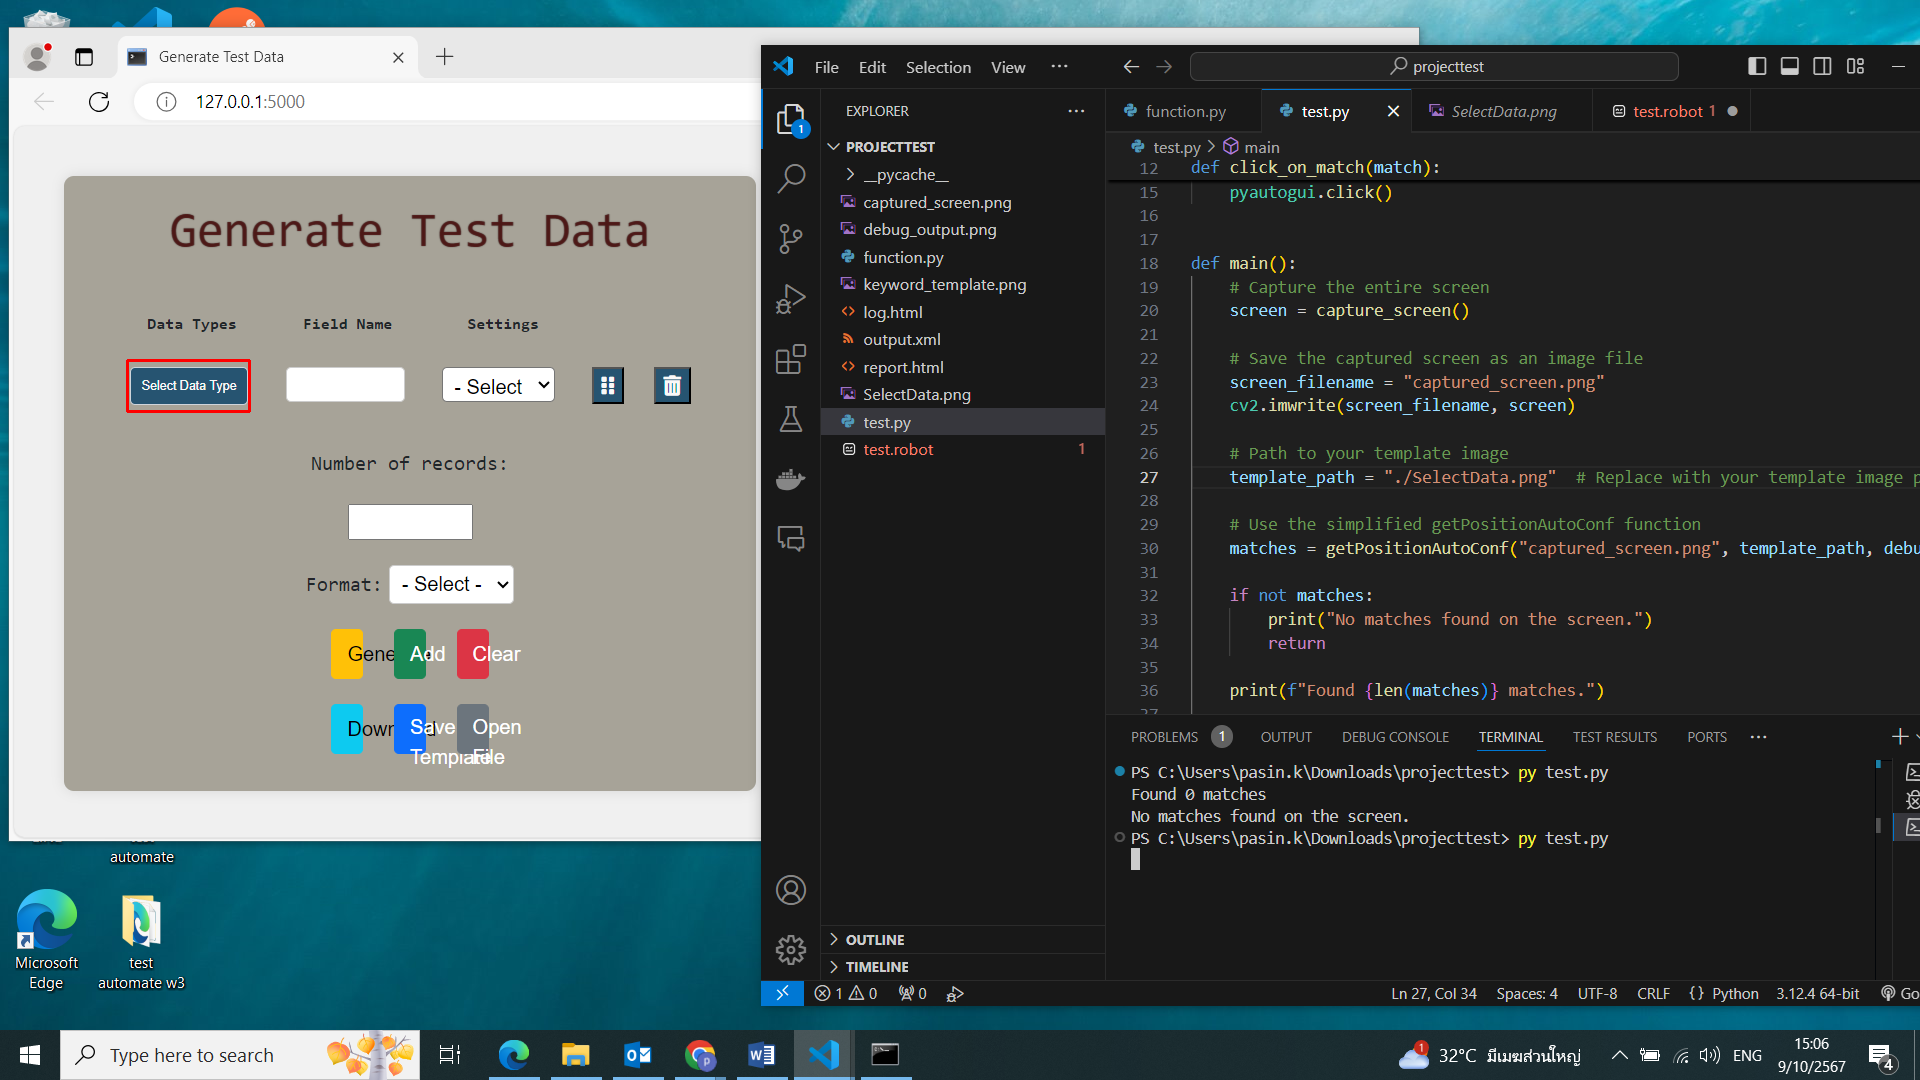 Generate Test Data
127.0.0.1:5000
Generate Test Data
Data Types
Field Name
Settings
Select Data Type
- Select
Number of records:
Format:
- Select -
Gene
Add
Clear
Save Template
Open File
automate
Microsoft Edge
test automate w3
File Edit Selection View ···
projecttest
EXPLORER ···
1
PROJECTTEST
__pycache__
captured_screen.png
debug_output.png
function.py
keyword_template.png
log.html
output.xml
report.html
SelectData.png
test.py
test.robot 1
OUTLINE
TIMELINE
function.py
test.py
SelectData.png
test.robot 1
test.py > main
12 def click_on_match(match):
15 pyautogui.click()
16
17
18 def main():
19 # Capture the entire screen
20 screen = capture_screen()
21
22 # Save the captured screen as an image file
23 screen_filename = "captured_screen.png"
24 cv2.imwrite(screen_filename, screen)
25
26 # Path to your template image
27 template_path = "./SelectData.png" # Replace with your template image p
28
29 # Use the simplified getPositionAutoConf function
30 matches = getPositionAutoConf("captured_screen.png", template_path, debu
31
32 if not matches:
33 print("No matches found on the screen.")
34 return
35
36 print(f"Found {len(matches)} matches.")
37
PROBLEMS 1 OUTPUT DEBUG CONSOLE TERMINAL TEST RESULTS PORTS ···
PS C:\Users\pasin.k\Downloads\projecttest> py test.py
Found 0 matches
No matches found on the screen.
PS C:\Users\pasin.k\Downloads\projecttest> py test.py
1 0 0
Ln 27, Col 34 Spaces: 4 UTF-8 CRLF {} Python 3.12.4 64-bit Go
Type here to search
1 32°C มีเมฆส่วนใหญ่ ENG
15:06
9/10/2567
4